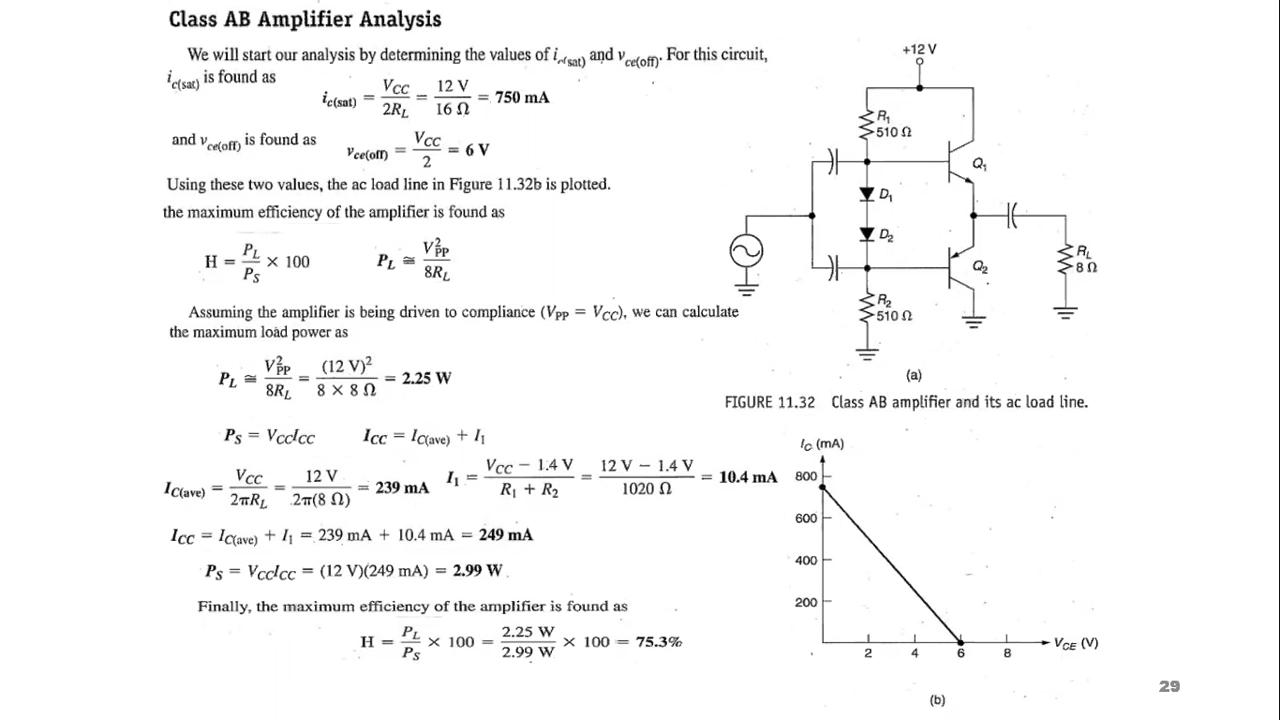 Class AB Amplifier Analysis
We will start our analysis by determining the values of i_c(sat) and v_ce(off). For this circuit,
i_c(sat) is found as
i_c(sat) = V_CC / 2R_L = 12 V / 16 Ω = 750 mA
and v_ce(off) is found as
v_ce(off) = V_CC / 2 = 6 V
Using these two values, the ac load line in Figure 11.32b is plotted.
the maximum efficiency of the amplifier is found as
H = P_L / P_S × 100 P_L ≅ V²_PP / 8R_L
Assuming the amplifier is being driven to compliance (V_PP = V_CC), we can calculate
the maximum load power as
P_L ≅ V²_PP / 8R_L = (12 V)² / 8 × 8 Ω = 2.25 W
P_S = V_CC I_CC I_CC = I_C(ave) + I_1
I_C(ave) = V_CC / 2πR_L = 12 V / 2π(8 Ω) = 239 mA I_1 = V_CC − 1.4 V / R_1 + R_2 = 12 V − 1.4 V / 1020 Ω = 10.4 mA
I_CC = I_C(ave) + I_1 = 239 mA + 10.4 mA = 249 mA
P_S = V_CC I_CC = (12 V)(249 mA) = 2.99 W
Finally, the maximum efficiency of the amplifier is found as
H = P_L / P_S × 100 = 2.25 W / 2.99 W × 100 = 75.3%
+12 V
R_1
510 Ω
Q_1
D_1
D_2
Q_2
R_L
8 Ω
R_2
510 Ω
(a)
FIGURE 11.32 Class AB amplifier and its ac load line.
I_C (mA)
800
600
400
200
2 4 6 8
V_CE (V)
(b)
29